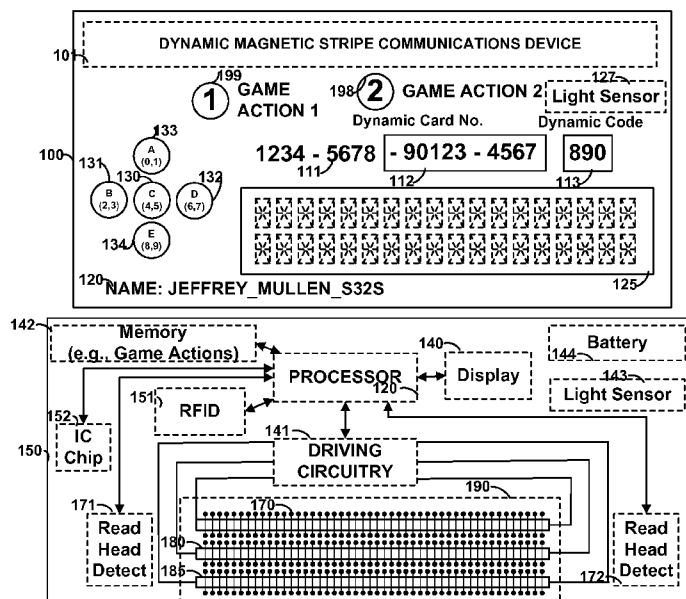 101
DYNAMIC MAGNETIC STRIPE COMMUNICATIONS DEVICE
199
1 GAME ACTION 1
198
2 GAME ACTION 2
127
Light Sensor
Dynamic Card No.
Dynamic Code
133
100
A
(0,1)
1234 - 5678 - 90123 - 4567
890
111
112
113
131
130
132
B
(2,3)
C
(4,5)
D
(6,7)
134
E
(8,9)
120
NAME: JEFFREY_MULLEN_S32S
125
142
Memory
(e.g., Game Actions)
140
Battery
144
PROCESSOR
120
Display
143
Light Sensor
151
RFID
152
IC
Chip
150
141
DRIVING
CIRCUITRY
190
171
170
Read
Head
Detect
180
185
Read
Head
Detect
172